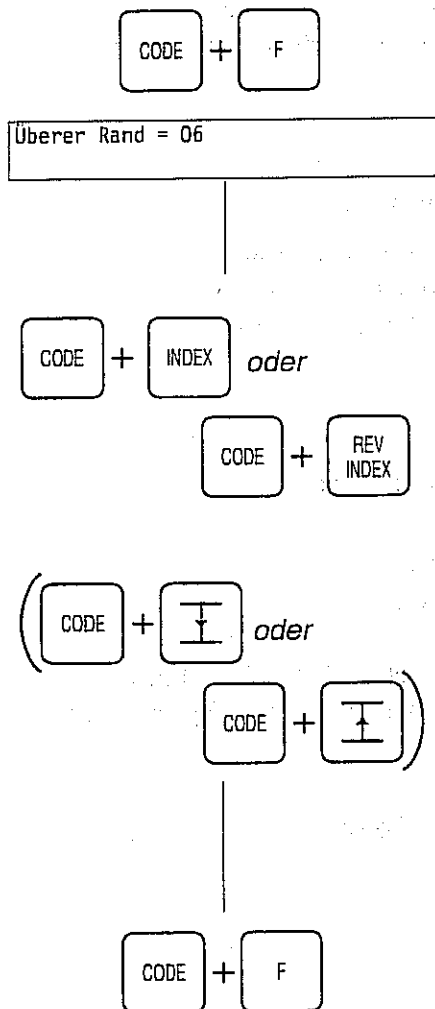 CODE + F
Überer Rand = 06
CODE + INDEX oder
CODE + REV INDEX
(CODE + oder
CODE + )
CODE + F